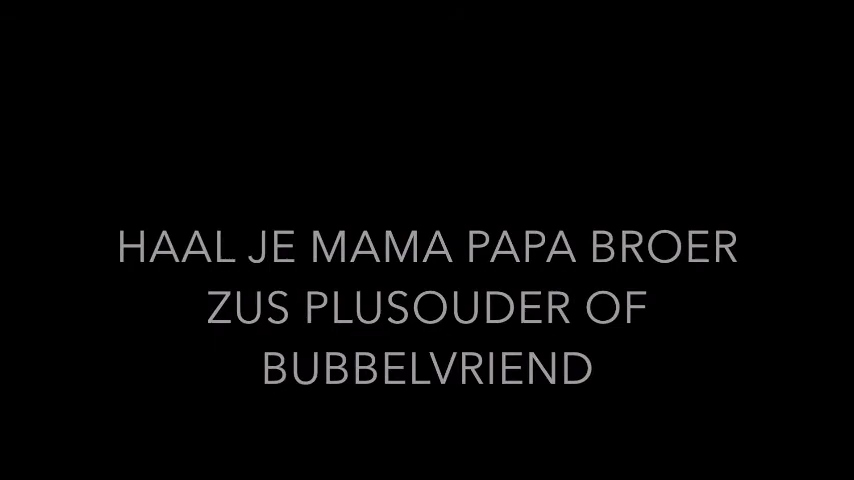 HAAL JE MAMA PAPA BROER
ZUS PLUSOUDER OF
BUBBELVRIEND